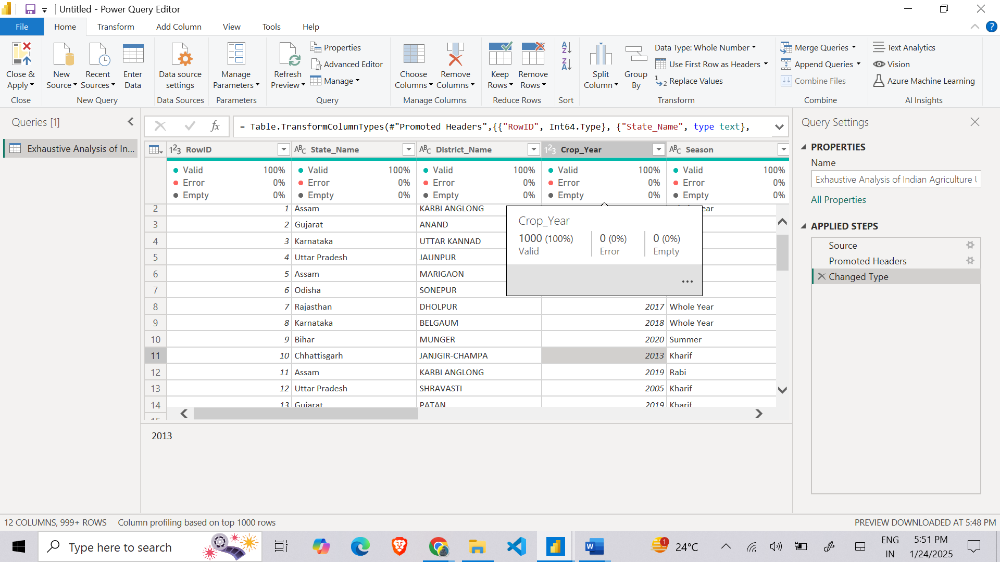 Untitled - Power Query Editor
File Home Transform Add Column View Tools Help
Close & Apply
Close
New Source
Recent Sources
Enter Data
New Query
Data source settings
Data Sources
Manage Parameters
Parameters
Refresh Preview
Properties
Advanced Editor
Manage
Query
Choose Columns
Remove Columns
Manage Columns
Keep Rows
Remove Rows
Reduce Rows
Sort
Split Column
Group By
Data Type: Whole Number
Use First Row as Headers
Replace Values
Transform
Merge Queries
Append Queries
Combine Files
Combine
Text Analytics
Vision
Azure Machine Learning
AI Insights
Queries [1]
Exhaustive Analysis of In...
= Table.TransformColumnTypes(#"Promoted Headers",{{"RowID", Int64.Type}, {"State_Name", type text},
RowID State_Name District_Name Crop_Year Season
Valid 100% Valid 100% Valid 100% Valid 100% Valid 100%
Error 0% Error 0% Error 0% Error 0% Error 0%
Empty 0% Empty 0% Empty 0% Empty 0% Empty 0%
2 1 Assam KARBI ANGLONG
3 2 Gujarat ANAND
4 3 Karnataka UTTAR KANNAD
5 4 Uttar Pradesh JAUNPUR
6 5 Assam MARIGAON
7 6 Odisha SONEPUR
8 7 Rajasthan DHOLPUR 2017 Whole Year
9 8 Karnataka BELGAUM 2018 Whole Year
10 9 Bihar MUNGER 2020 Summer
11 10 Chhattisgarh JANJGIR-CHAMPA 2013 Kharif
12 11 Assam KARBI ANGLONG 2019 Rabi
13 12 Uttar Pradesh SHRAVASTI 2005 Kharif
14 13 Gujarat PATAN 2019 Kharif
Crop_Year
1000 (100%) 0 (0%) 0 (0%)
Valid Error Empty
2013
Query Settings
PROPERTIES
Name
Exhaustive Analysis of Indian Agriculture
All Properties
APPLIED STEPS
Source
Promoted Headers
Changed Type
12 COLUMNS, 999+ ROWS Column profiling based on top 1000 rows
PREVIEW DOWNLOADED AT 5:48 PM
Type here to search
1
24°C
ENG
IN
5:51 PM
1/24/2025